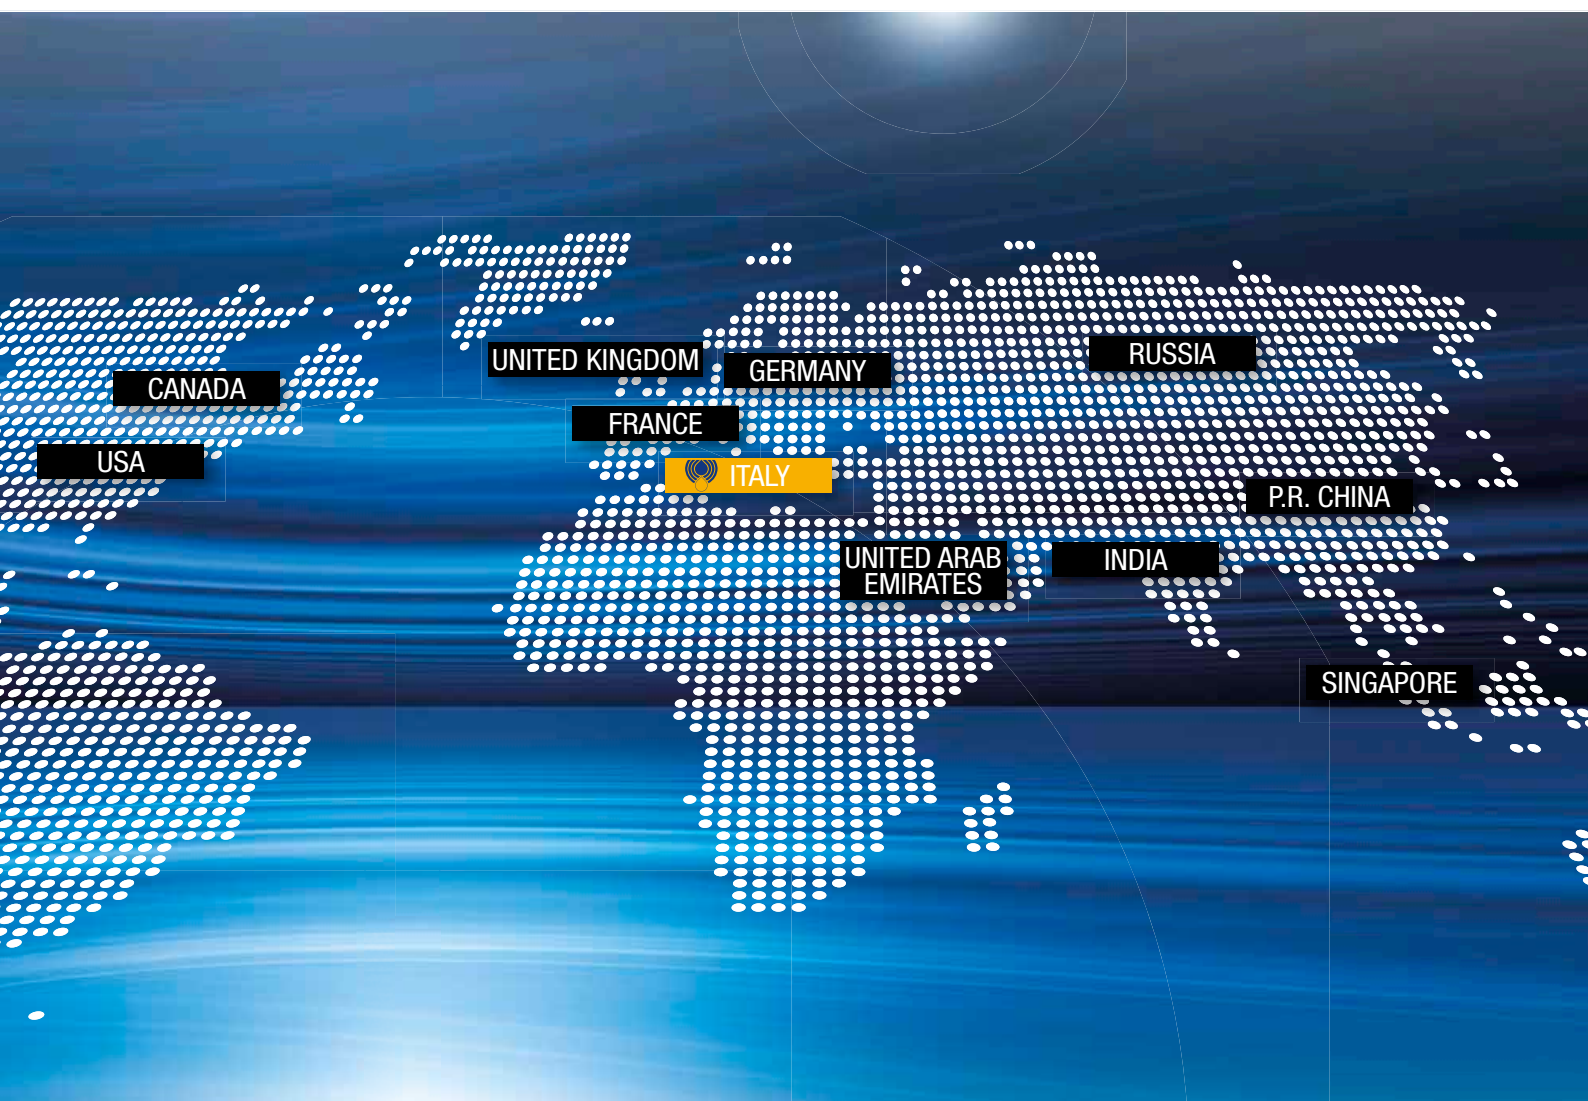 RUSSIA
UNITED KINGDOM
GERMANY
CANADA
FRANCE
USA
ITALY
P.R. CHINA
UNITED ARAB
EMIRATES
INDIA
SINGAPORE